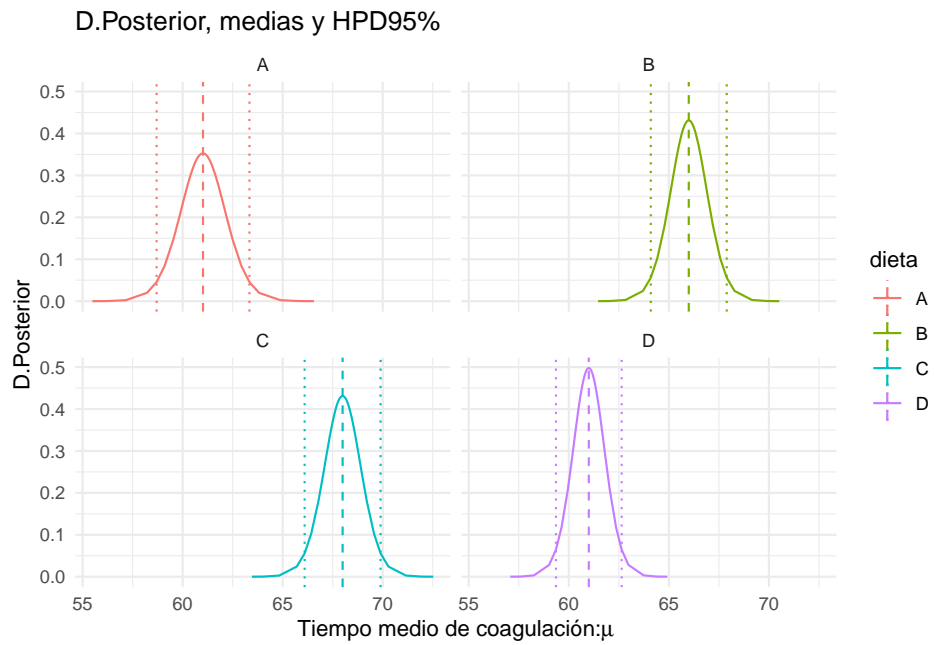 D.Posterior, medias y HPD95%
A
B
0.5
0.4
0.3
0.2
0.1
0.0
C
D
0.5
0.4
0.3
0.2
0.1
0.0
55
60
65
70
55
60
65
70
D.Posterior
Tiempo medio de coagulación:μ
dieta
A
B
C
D